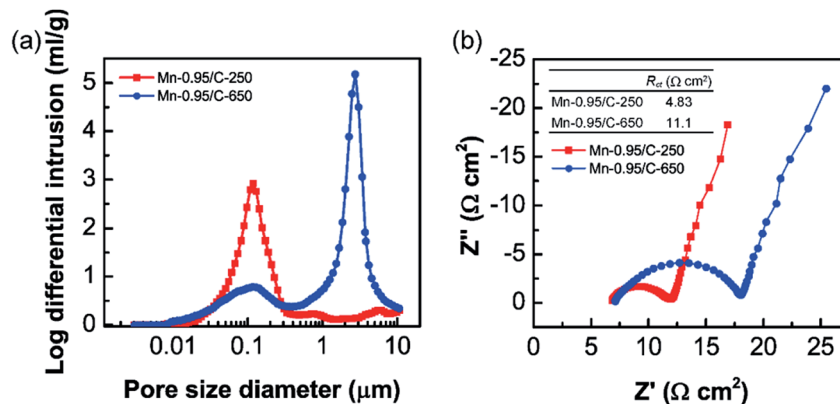 (a)
Log differential intrusion (ml/g)
5
4
3
2
1
0
Mn-0.95/C-250
Mn-0.95/C-650
0.01 0.1 1 10
Pore size diameter (μm)
(b)
Z'' (Ω cm²)
-25
-20
-15
-10
-5
0
Rct (Ω cm²)
Mn-0.95/C-250 4.83
Mn-0.95/C-650 11.1
Mn-0.95/C-250
Mn-0.95/C-650
0 5 10 15 20 25
Z' (Ω cm²)